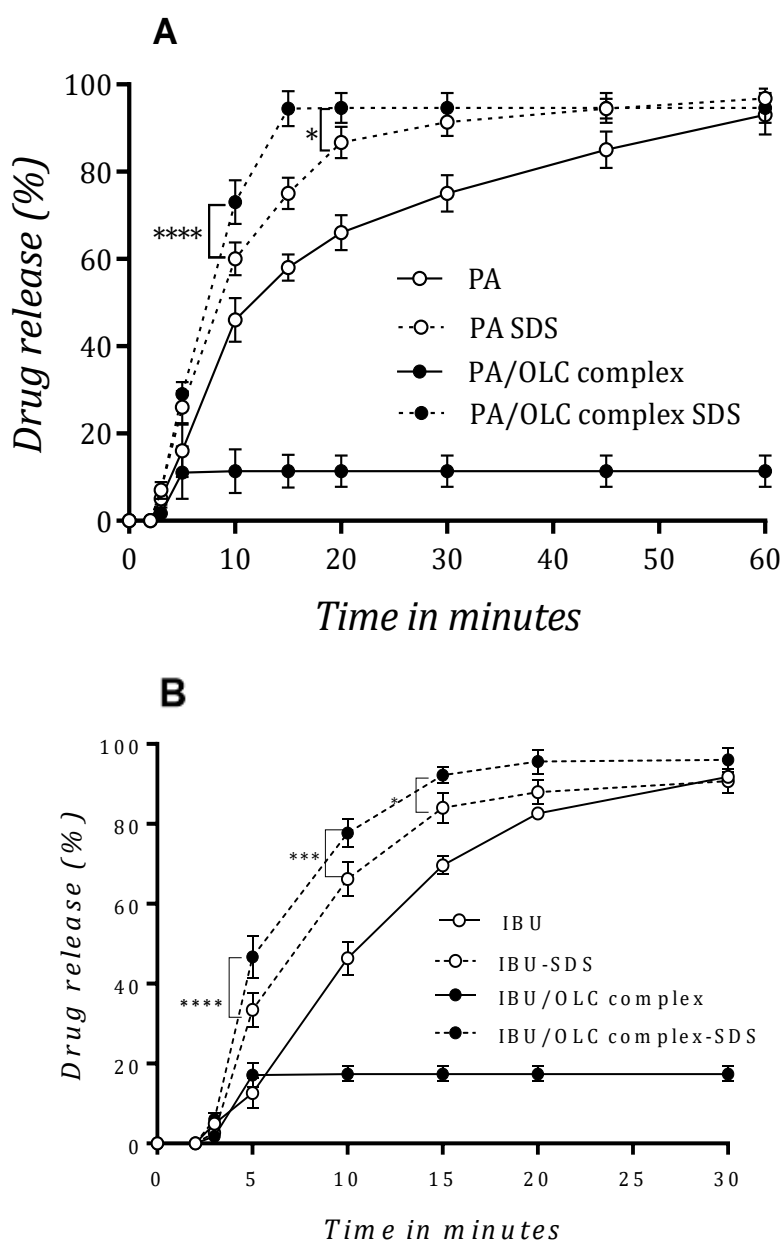 A
Drug release (%)
100
80
60
40
20
0
****
*
PA
PA SDS
PA/OLC complex
PA/OLC complex SDS
0 10 20 30 40 50 60
Time in minutes
B
Drug release (%)
100
80
60
40
20
0
****
***
*
IBU
IBU-SDS
IBU/OLC complex
IBU/OLC complex-SDS
0 5 10 15 20 25 30
Time in minutes